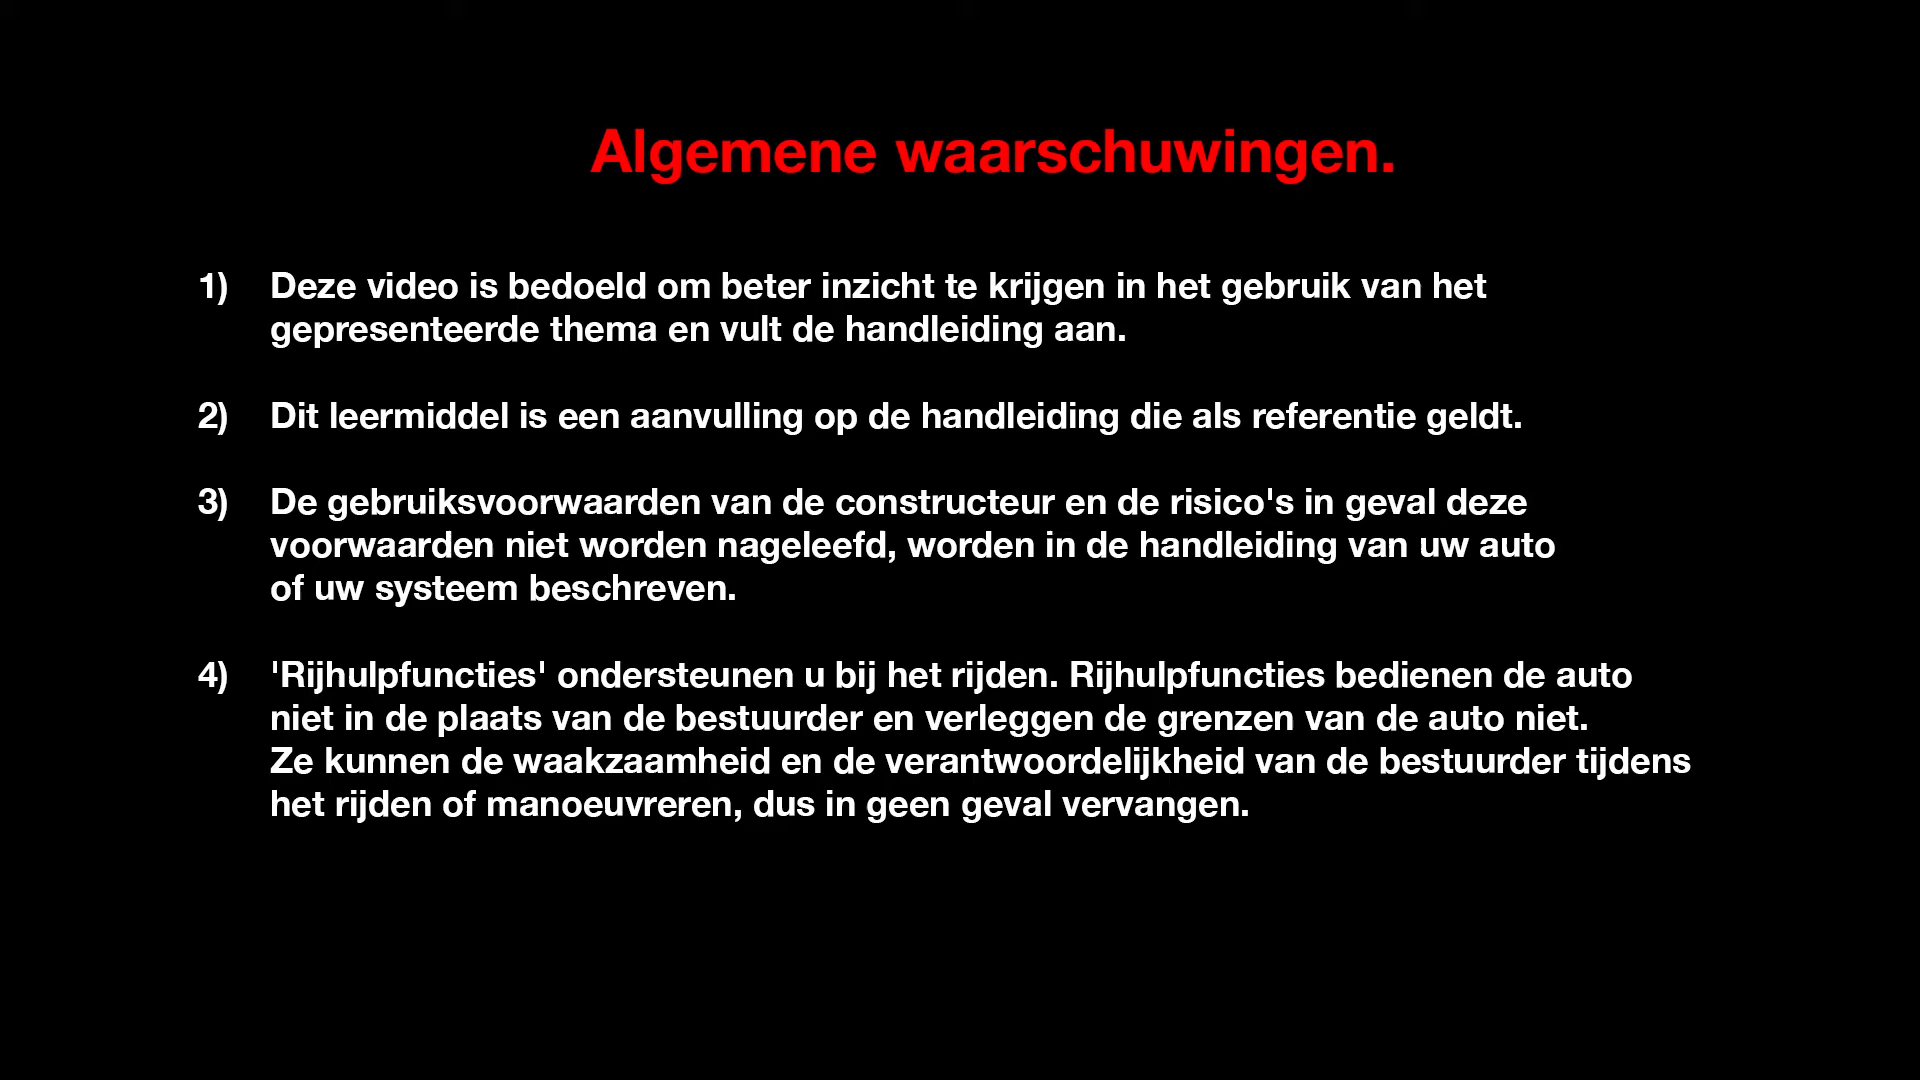 Algemene waarschuwingen.
1) Deze video is bedoeld om beter inzicht te krijgen in het gebruik van het
gepresenteerde thema en vult de handleiding aan.
2) Dit leermiddel is een aanvulling op de handleiding die als referentie geldt.
3) De gebruiksvoorwaarden van de constructeur en de risico's in geval deze
voorwaarden niet worden nageleefd, worden in de handleiding van uw auto
of uw systeem beschreven.
4) 'Rijhulpfuncties' ondersteunen u bij het rijden. Rijhulpfuncties bedienen de auto
niet in de plaats van de bestuurder en verleggen de grenzen van de auto niet.
Ze kunnen de waakzaamheid en de verantwoordelijkheid van de bestuurder tijdens
het rijden of manoeuvreren, dus in geen geval vervangen.